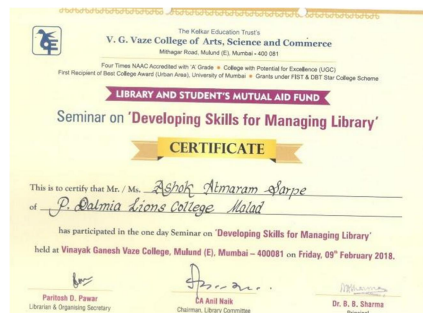 The Kelkar Education Trust's
V. G. Vaze College of Arts, Science and Commerce
Mithagar Road, Mulund (E), Mumbai - 400 081
Four Times NAAC Accredited with 'A' Grade ★ College with Potential for Excellence (UGC)
First Recipient of Best College Award (Urban Area), University of Mumbai ★ Grants under FIST & DBT Star College Scheme
LIBRARY AND STUDENT'S MUTUAL AID FUND
Seminar on 'Developing Skills for Managing Library'
CERTIFICATE
This is to certify that Mr. / Ms. Ashok Atmaram Sarpe
of P. Dalmia Lions College Malad
has participated in the one day Seminar on 'Developing Skills for Managing Library'
held at Vinayak Ganesh Vaze College, Mulund (E), Mumbai – 400081 on Friday, 09th February 2018.
Paritosh D. Pawar
Librarian & Organising Secretary
CA Anil Naik
Chairman, Library Committee
Dr. B. B. Sharma
Principal